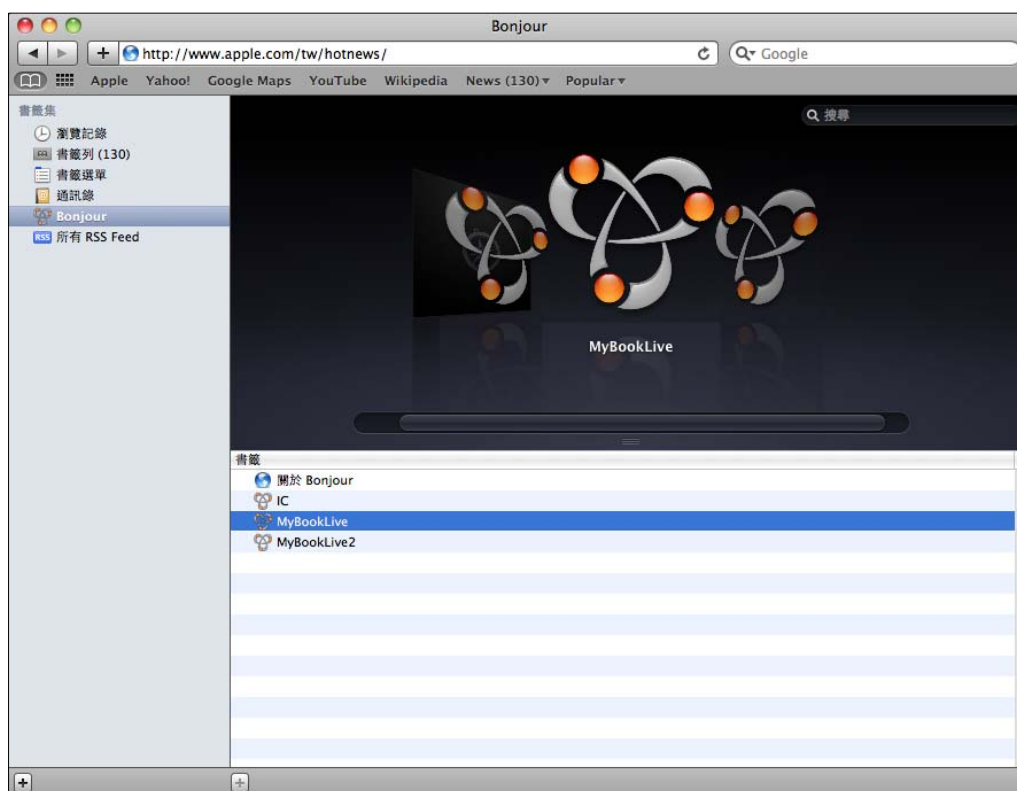 Bonjour
http://www.apple.com/tw/hotnews/
Google
Apple Yahoo! Google Maps YouTube Wikipedia News (130) Popular
書籤集
瀏覽記錄
書籤列 (130)
書籤選單
通訊錄
Bonjour
RSS 所有 RSS Feed
搜尋
MyBookLive
書籤
關於 Bonjour
IC
MyBookLive
MyBookLive2